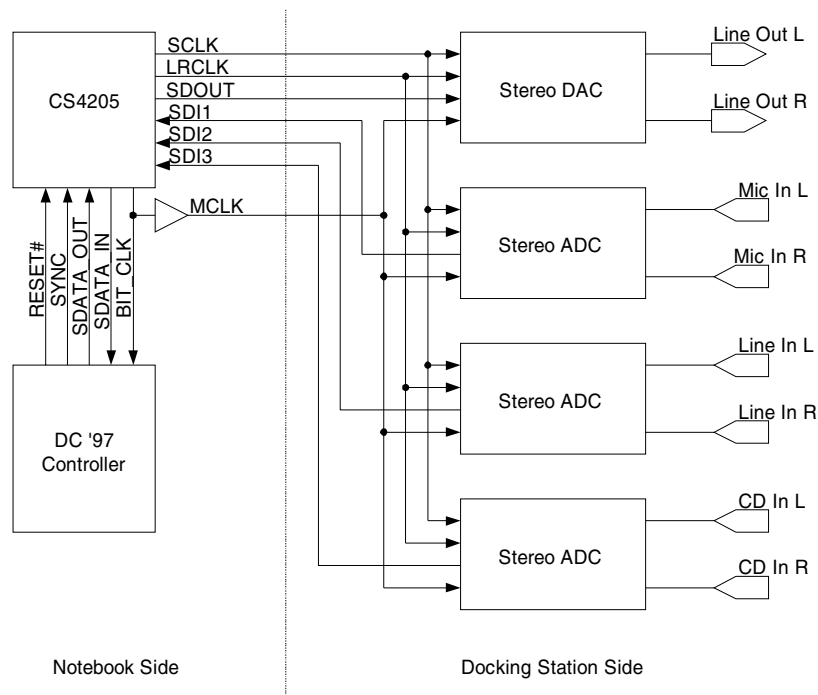 CS4205
SCLK
LRCLK
SDOUT
SDI1
SDI2
SDI3
MCLK
RESET#
SYNC
SDATA_OUT
SDATA_IN
BIT_CLK
DC '97
Controller
Stereo DAC
Line Out L
Line Out R
Stereo ADC
Mic In L
Mic In R
Stereo ADC
Line In L
Line In R
Stereo ADC
CD In L
CD In R
Notebook Side
Docking Station Side